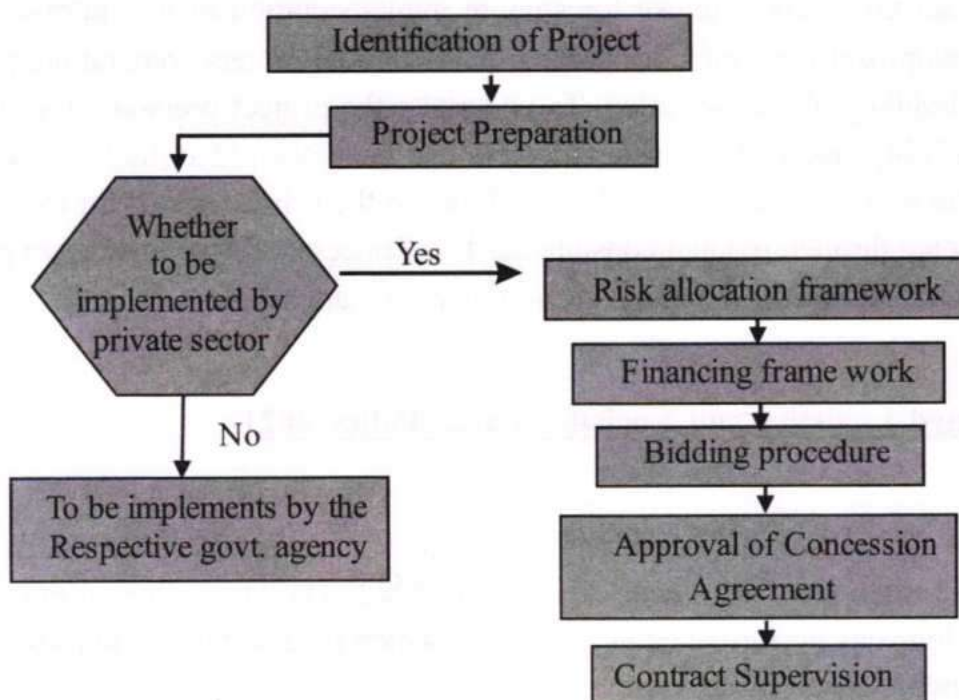 Identification of Project
Project Preparation
Whether
to be
implemented by
private sector
Yes
No
To be implements by the
Respective govt. agency
Risk allocation framework
Financing frame work
Bidding procedure
Approval of Concession
Agreement
Contract Supervision